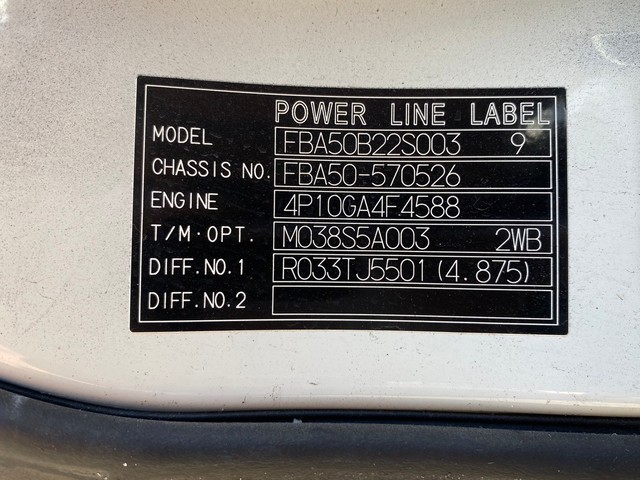 POWER LINE LABEL
MODEL FBA50B22S003 9
CHASSIS NO. FBA50-570526
ENGINE 4P10GA4F4588
T/M·OPT. M038S5A003 2WB
DIFF.NO.1 R033TJ5501(4.875)
DIFF.NO.2